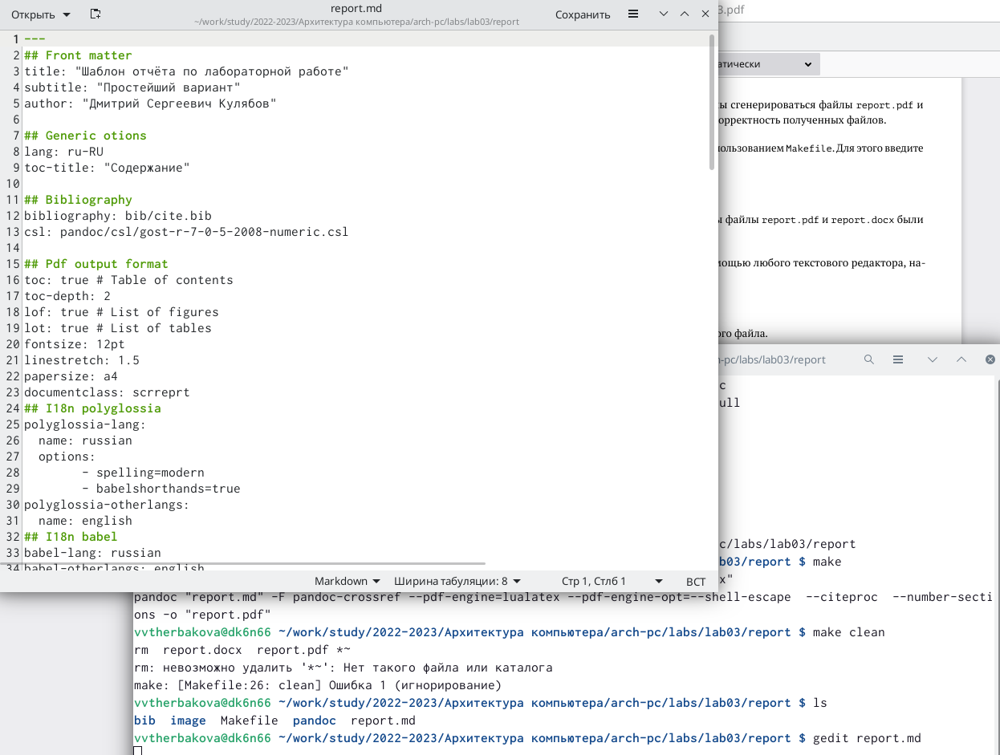 Открыть
report.md
~/work/study/2022-2023/Архитектура компьютера/arch-pc/labs/lab03/report
Сохранить
1 ---
2 ## Front matter
3 title: "Шаблон отчёта по лабораторной работе"
4 subtitle: "Простейший вариант"
5 author: "Дмитрий Сергеевич Кулябов"
6
7 ## Generic otions
8 lang: ru-RU
9 toc-title: "Содержание"
10
11 ## Bibliography
12 bibliography: bib/cite.bib
13 csl: pandoc/csl/gost-r-7-0-5-2008-numeric.csl
14
15 ## Pdf output format
16 toc: true # Table of contents
17 toc-depth: 2
18 lof: true # List of figures
19 lot: true # List of tables
20 fontsize: 12pt
21 linestretch: 1.5
22 papersize: a4
23 documentclass: scrreprt
24 ## I18n polyglossia
25 polyglossia-lang:
26   name: russian
27   options:
28         - spelling=modern
29         - babelshorthands=true
30 polyglossia-otherlangs:
31   name: english
32 ## I18n babel
33 babel-lang: russian
34 babel-otherlangs: english
Markdown Ширина табуляции: 8 Стр 1, Стлб 1 ВСТ
3.pdf
атически
ы сгенерироваться файлы report.pdf и
орректность полученных файлов.
пользованием Makefile. Для этого введите
ы файлы report.pdf и report.docx были
мощью любого текстового редактора, на-
ого файла.
-pc/labs/lab03/report
c
ull
c/labs/lab03/report
b03/report $ make
x"
pandoc "report.md" -F pandoc-crossref --pdf-engine=lualatex --pdf-engine-opt=--shell-escape  --citeproc  --number-secti
ons -o "report.pdf"
vvtherbakova@dk6n66 ~/work/study/2022-2023/Архитектура компьютера/arch-pc/labs/lab03/report $ make clean
rm  report.docx  report.pdf *~
rm: невозможно удалить '*~': Нет такого файла или каталога
make: [Makefile:26: clean] Ошибка 1 (игнорирование)
vvtherbakova@dk6n66 ~/work/study/2022-2023/Архитектура компьютера/arch-pc/labs/lab03/report $ ls
bib  image  Makefile  pandoc  report.md
vvtherbakova@dk6n66 ~/work/study/2022-2023/Архитектура компьютера/arch-pc/labs/lab03/report $ gedit report.md